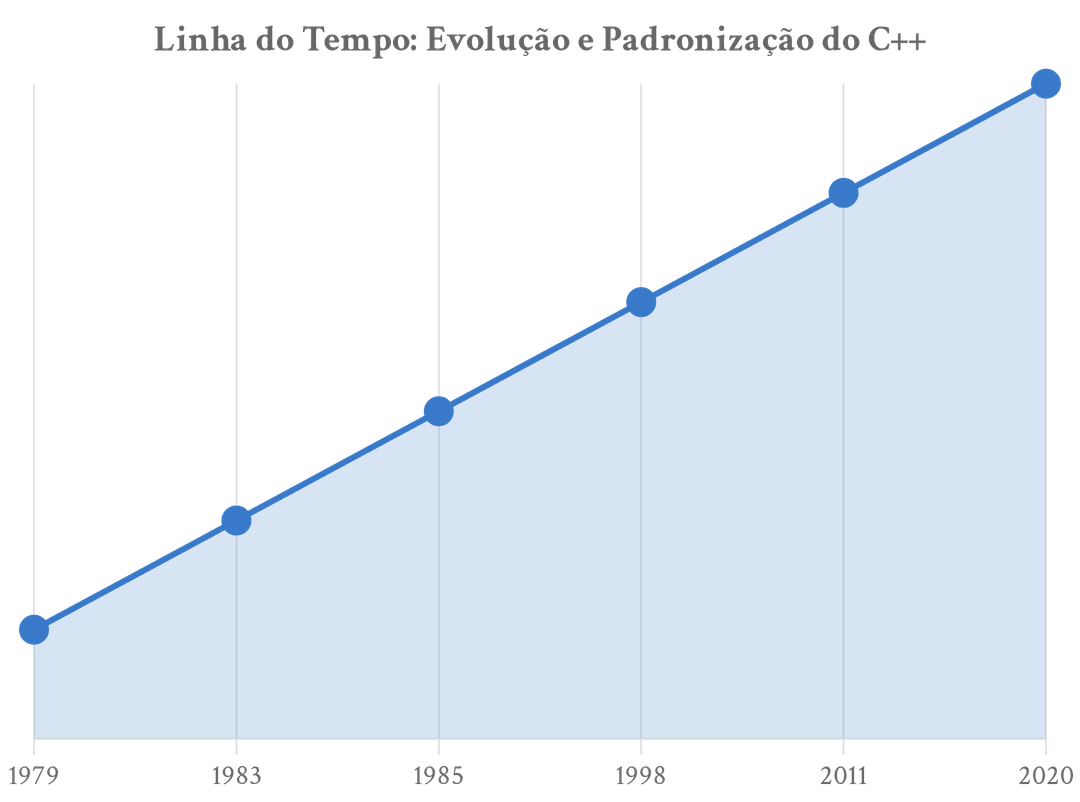 Linha do Tempo: Evolução e Padronização do C++
1979 1983 1985 1998 2011 2020